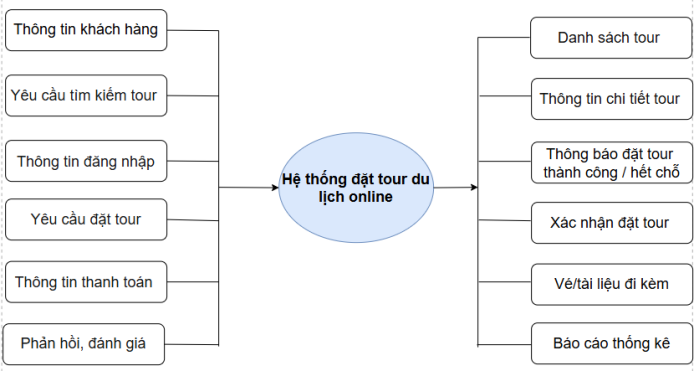 Thông tin khách hàng
Yêu cầu tìm kiếm tour
Thông tin đăng nhập
Yêu cầu đặt tour
Thông tin thanh toán
Phản hồi, đánh giá
Hệ thống đặt tour du
lịch online
Danh sách tour
Thông tin chi tiết tour
Thông báo đặt tour
thành công / hết chỗ
Xác nhận đặt tour
Vé/tài liệu đi kèm
Báo cáo thống kê